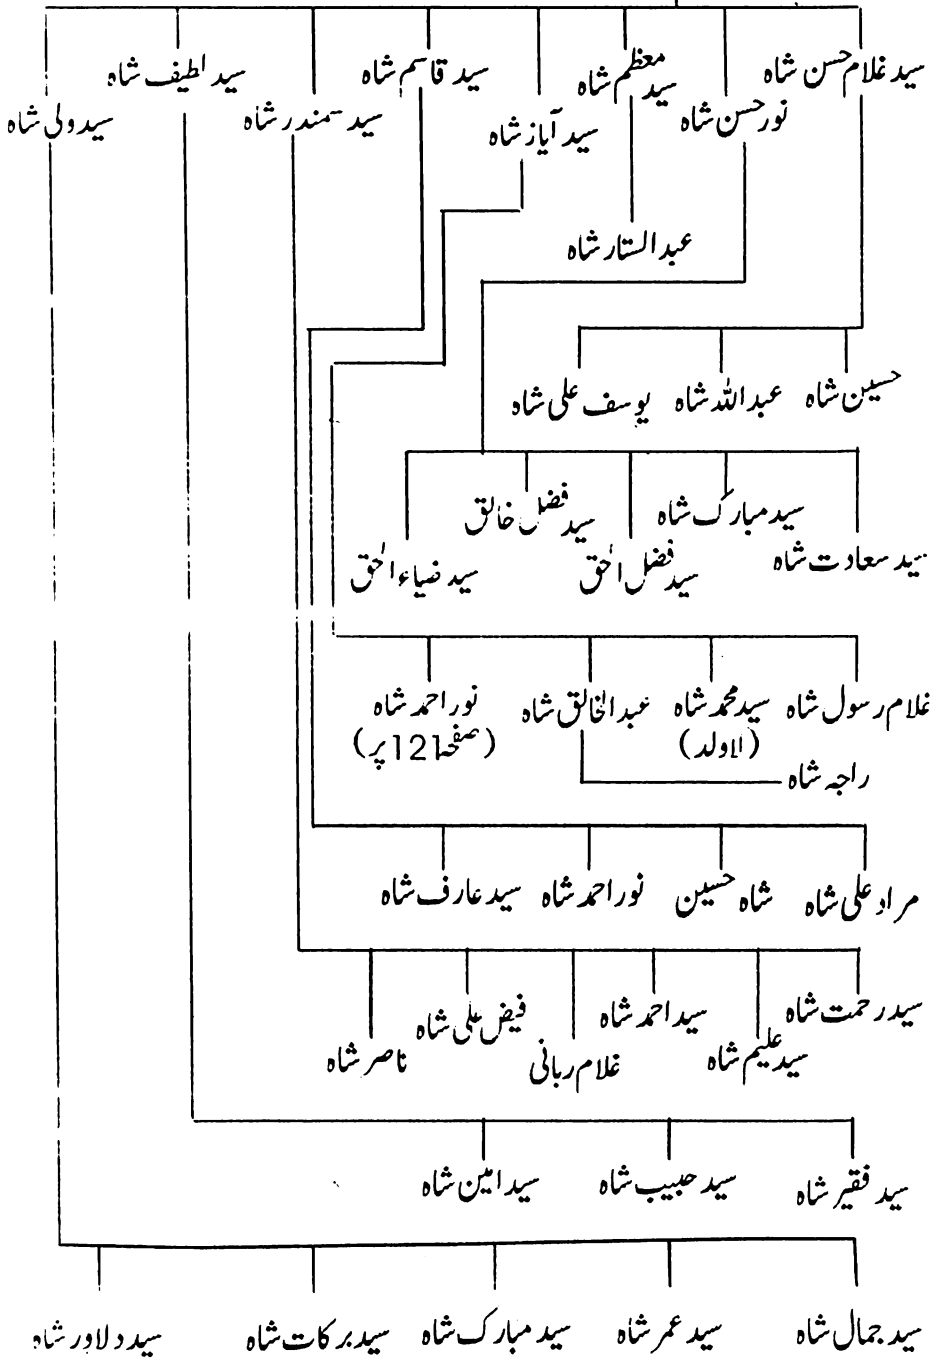 سید غلام حسن شاہ
نور حسن شاہ
سید معظم شاہ
سید آیاز شاہ
سید قاسم شاہ
سید سمندر شاہ
سید لطیف شاہ
سید ولی شاہ
عبدالستار شاہ
حسین شاہ عبداللہ شاہ یوسف علی شاہ
سید سعادت شاہ
سید مبارک شاہ
سید فضل الحق
سید فضل خالق
سید ضیاء الحق
غلام رسول شاہ سید محمد شاہ عبدالخالق شاہ نور احمد شاہ
(لاولد) (صفحہ 121 پر)
راجہ شاہ
مراد علی شاہ شاہ حسین نور احمد شاہ سید عارف شاہ
سید رحمت شاہ
سید علیم شاہ
سید احمد شاہ
غلام ربانی
فیض علی شاہ
ناصر شاہ
سید فقیر شاہ سید حبیب شاہ سید امین شاہ
سید جمال شاہ سید عمر شاہ سید مبارک شاہ سید برکات شاہ سید دلاور شاہ